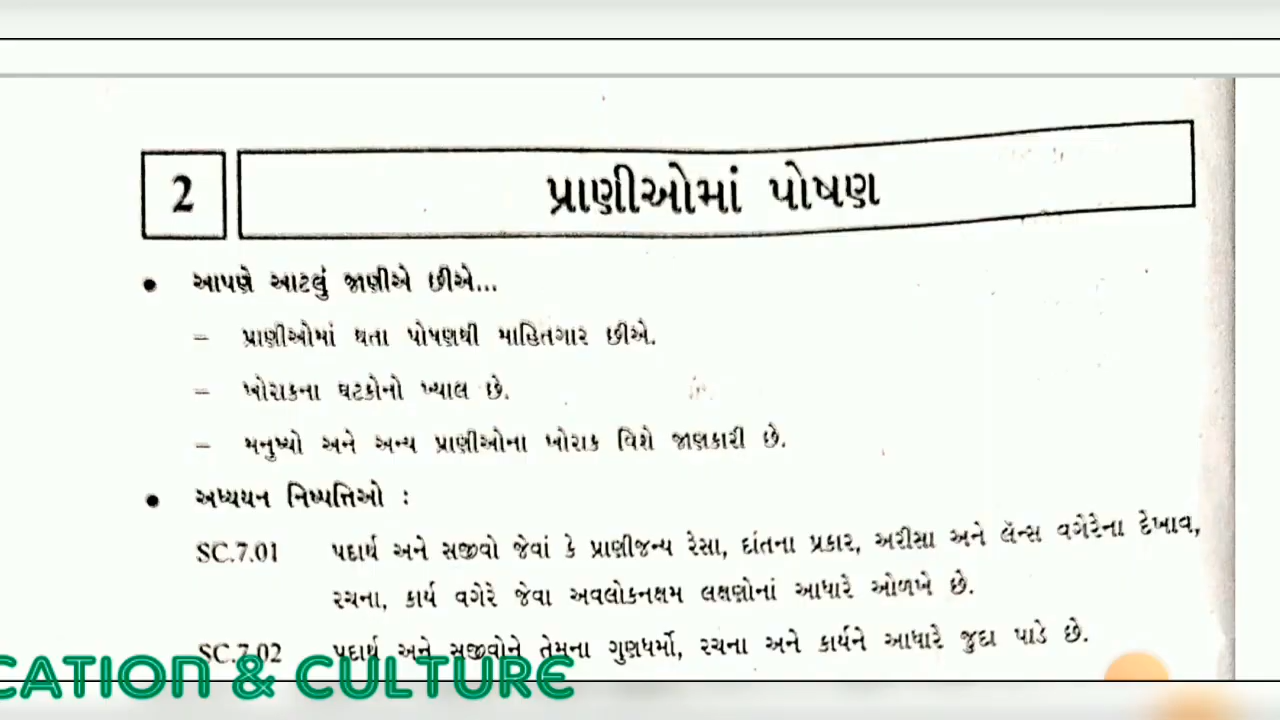 2
પ્રાણીઓમાં પોષણ
• આપણે આટલું જાણીએ છીએ...
– પ્રાણીઓમાં થતા પોષણથી માહિતગાર છીએ.
– ખોરાકના ઘટકોનો ખ્યાલ છે.
– મનુષ્યો અને અન્ય પ્રાણીઓના ખોરાક વિશે જાણકારી છે.
• અધ્યયન નિષ્પત્તિઓ :
SC.7.01 પદાર્થ અને સજીવો જેવાં કે પ્રાણીજન્ય રેસા, દાંતના પ્રકાર, અરીસા અને લૅન્સ વગેરેના દેખાવ,
રચના, કાર્ય વગેરે જેવા અવલોકનક્ષમ લક્ષણોનાં આધારે ઓળખે છે.
SC.7.02 પદાર્થ અને સજીવોને તેમના ગુણધર્મો, રચના અને કાર્યને આધારે જુદા પાડે છે.
CATION & CULTURE